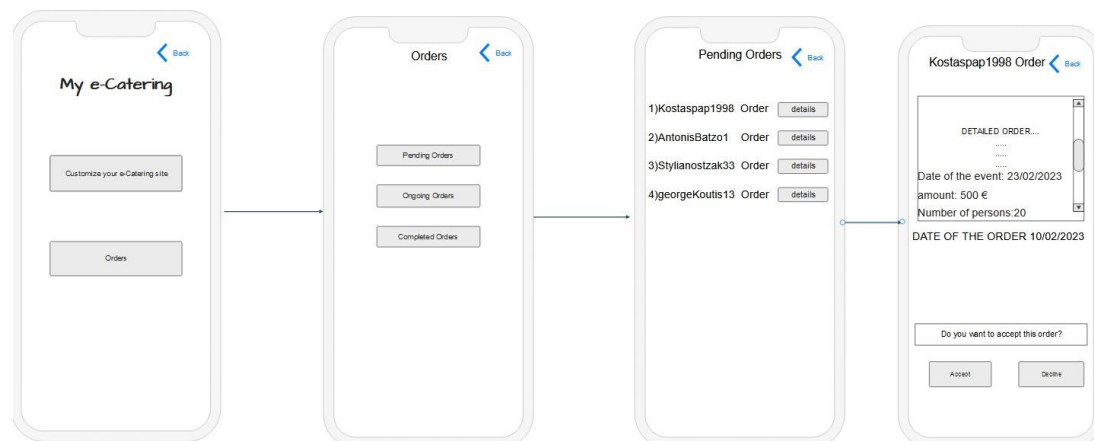 Back
My e-Catering
Customize your e-Catering site
Orders
Orders
Back
Pending Orders
Ongoing Orders
Completed Orders
Pending Orders
Back
1)Kostaspap1998 Order details
2)AntonisBatzo1 Order details
3)Stylianostzak33 Order details
4)georgeKoutis13 Order details
Kostaspap1998 Order
Back
DETAILED ORDER....
.....
.....
.....
Date of the event: 23/02/2023
amount: 500 €
Number of persons:20
DATE OF THE ORDER 10/02/2023
Do you want to accept this order?
Accept
Decline